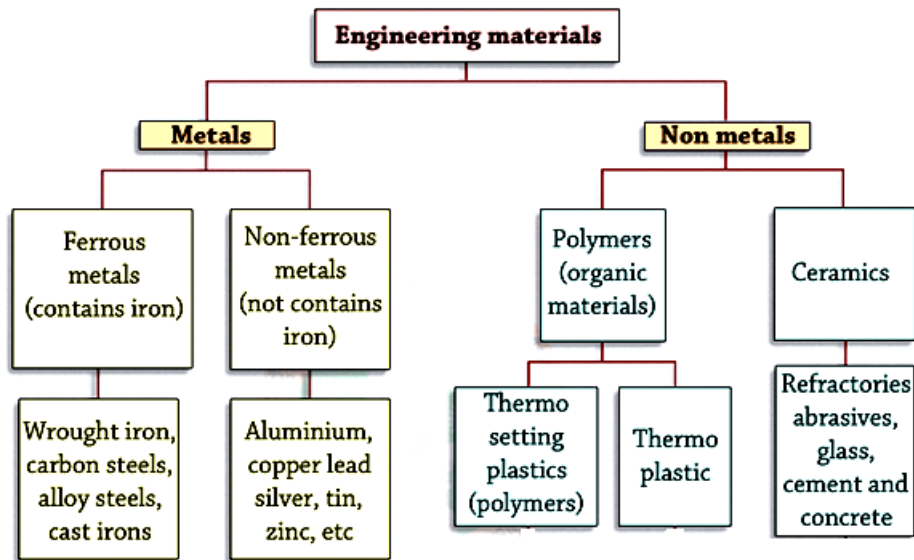 Engineering materials
Metals
Non metals
Ferrous
metals
(contains iron)
Non-ferrous
metals
(not contains
iron)
Polymers
(organic
materials)
Ceramics
Wrought iron,
carbon steels,
alloy steels,
cast irons
Aluminium,
copper lead
silver, tin,
zinc, etc
Thermo
setting
plastics
(polymers)
Thermo
plastic
Refractories
abrasives,
glass,
cement and
concrete